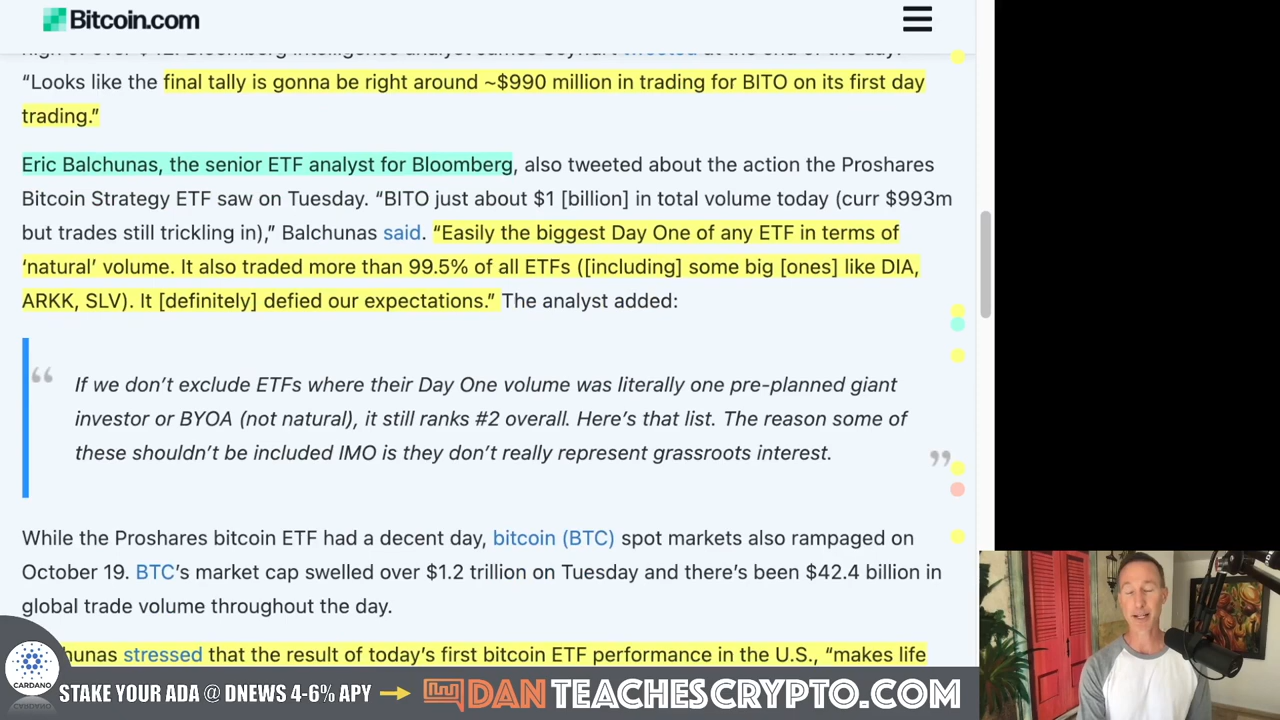 Bitcoin.com
“Looks like the final tally is gonna be right around ~$990 million in trading for BITO on its first day
trading.”
Eric Balchunas, the senior ETF analyst for Bloomberg, also tweeted about the action the Proshares
Bitcoin Strategy ETF saw on Tuesday. “BITO just about $1 [billion] in total volume today (curr $993m
but trades still trickling in),” Balchunas said. “Easily the biggest Day One of any ETF in terms of
‘natural’ volume. It also traded more than 99.5% of all ETFs ([including] some big [ones] like DIA,
ARKK, SLV). It [definitely] defied our expectations.” The analyst added:
“ If we don’t exclude ETFs where their Day One volume was literally one pre-planned giant
investor or BYOA (not natural), it still ranks #2 overall. Here’s that list. The reason some of
these shouldn’t be included IMO is they don’t really represent grassroots interest. ”
While the Proshares bitcoin ETF had a decent day, bitcoin (BTC) spot markets also rampaged on
October 19. BTC’s market cap swelled over $1.2 trillion on Tuesday and there’s been $42.4 billion in
global trade volume throughout the day.
stressed that the result of today’s first bitcoin ETF performance in the U.S., “makes life
CARDANO
STAKE YOUR ADA @ DNEWS 4-6% APY
DANTEACHESCRYPTO.COM